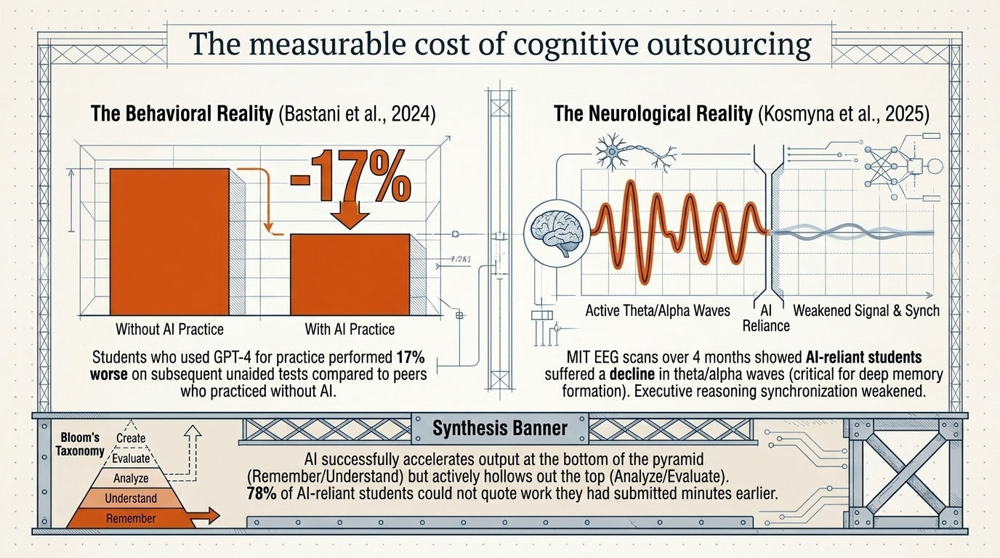 The measurable cost of cognitive outsourcing
The Behavioral Reality (Bastani et al., 2024)
-17%
Without AI Practice
With AI Practice
Students who used GPT-4 for practice performed 17%
worse on subsequent unaided tests compared to peers
who practiced without AI.
The Neurological Reality (Kosmyna et al., 2025)
Active Theta/Alpha Waves
AI
Reliance
Weakened Signal & Synch
MIT EEG scans over 4 months showed AI-reliant students
suffered a decline in theta/alpha waves (critical for deep memory
formation). Executive reasoning synchronization weakened.
Synthesis Banner
Bloom's
Taxonomy
Create
Evaluate
Analyze
Understand
Remember
AI successfully accelerates output at the bottom of the pyramid
(Remember/Understand) but actively hollows out the top (Analyze/Evaluate).
78% of AI-reliant students could not quote work they had submitted minutes earlier.